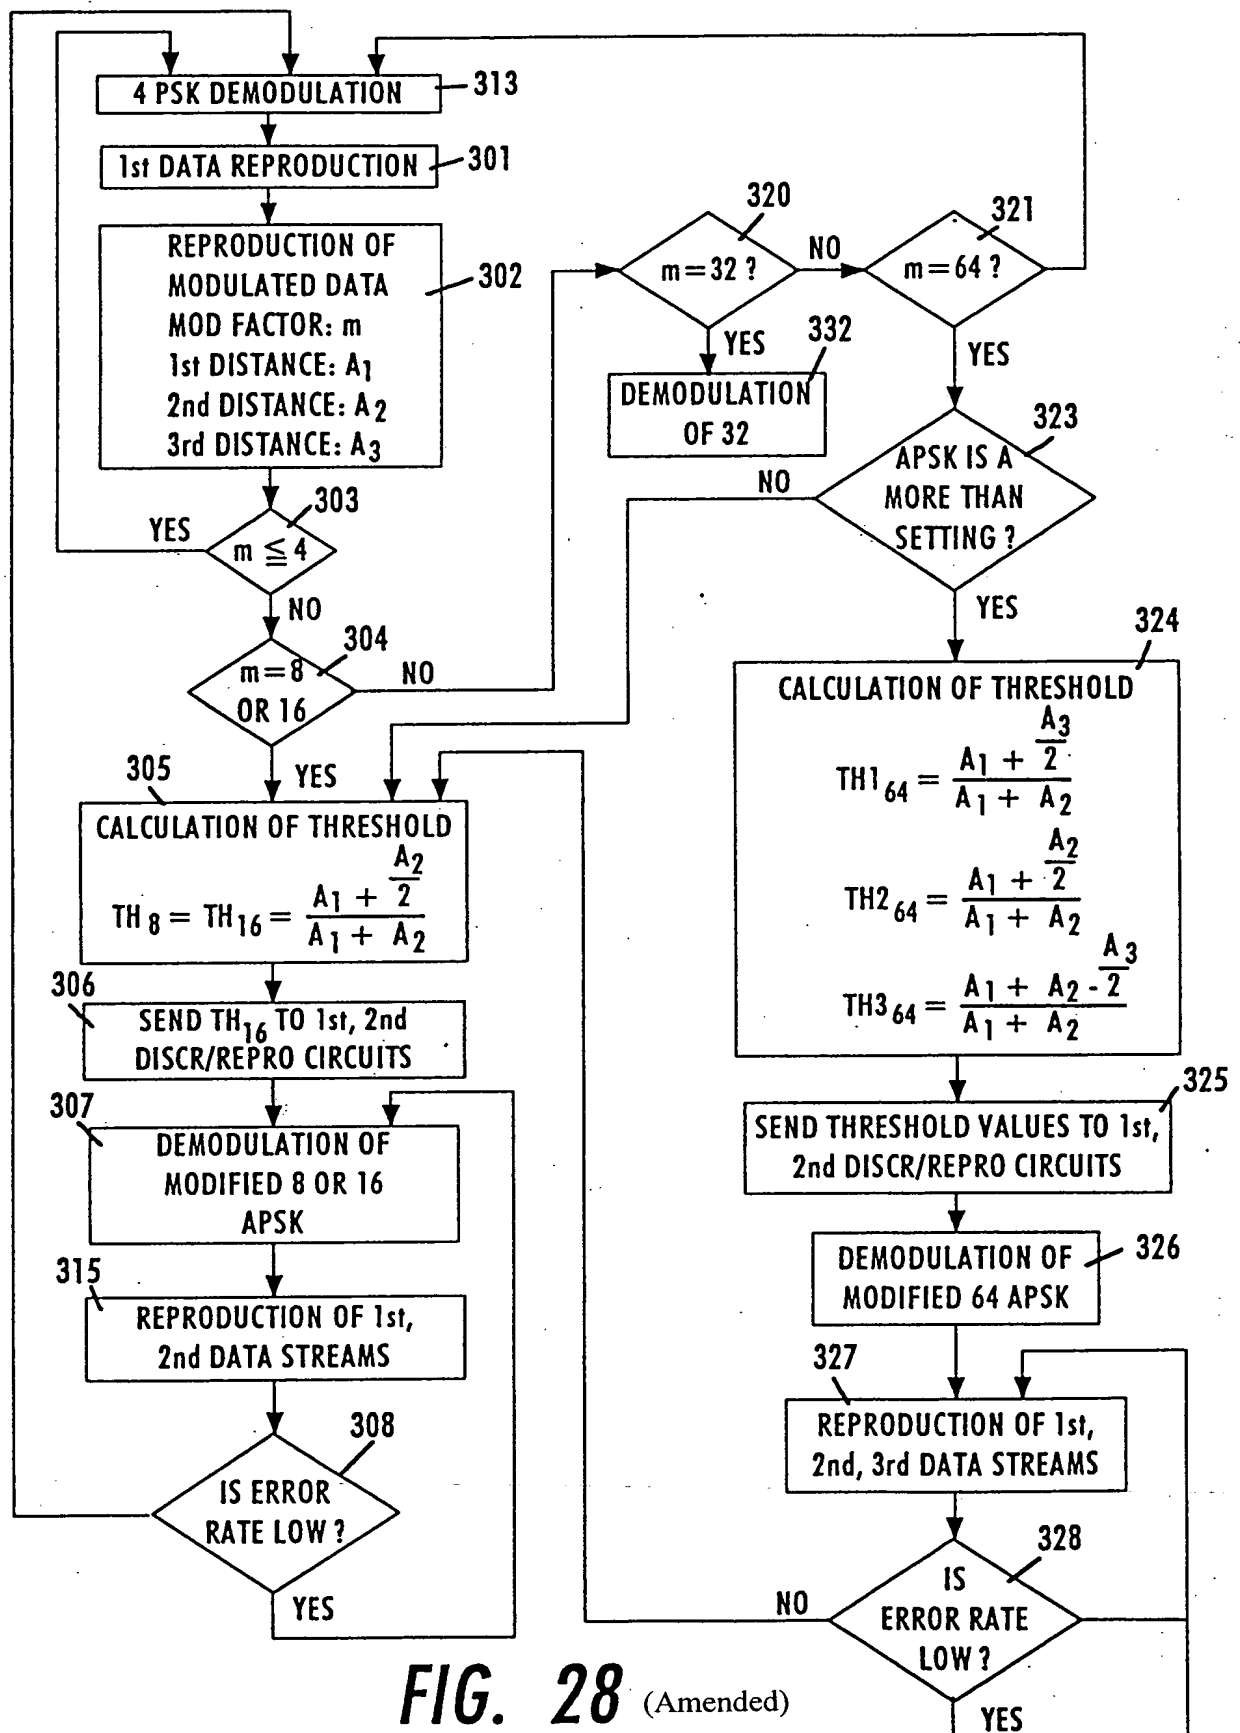 4 PSK DEMODULATION
313
1st DATA REPRODUCTION
301
REPRODUCTION OF
MODULATED DATA
MOD FACTOR: m
1st DISTANCE: A1
2nd DISTANCE: A2
3rd DISTANCE: A3
302
303
YES
m ≦ 4
NO
304
m = 8
OR 16
NO
YES
305
CALCULATION OF THRESHOLD
TH8 = TH16 = (A1 + A2/2) / (A1 + A2)
306
SEND TH16 TO 1st, 2nd
DISCR/REPRO CIRCUITS
307
DEMODULATION OF
MODIFIED 8 OR 16
APSK
315
REPRODUCTION OF 1st,
2nd DATA STREAMS
308
IS ERROR
RATE LOW ?
YES
320
m = 32 ?
NO
YES
332
DEMODULATION
OF 32
321
m = 64 ?
YES
323
APSK IS A
MORE THAN
SETTING ?
NO
YES
324
CALCULATION OF THRESHOLD
TH1 64 = (A1 + A3/2) / (A1 + A2)
TH2 64 = (A1 + A2/2) / (A1 + A2)
TH3 64 = (A1 + A2 - A3/2) / (A1 + A2)
325
SEND THRESHOLD VALUES TO 1st,
2nd DISCR/REPRO CIRCUITS
326
DEMODULATION OF
MODIFIED 64 APSK
327
REPRODUCTION OF 1st,
2nd, 3rd DATA STREAMS
328
IS
ERROR RATE
LOW ?
NO
YES
FIG. 28 (Amended)